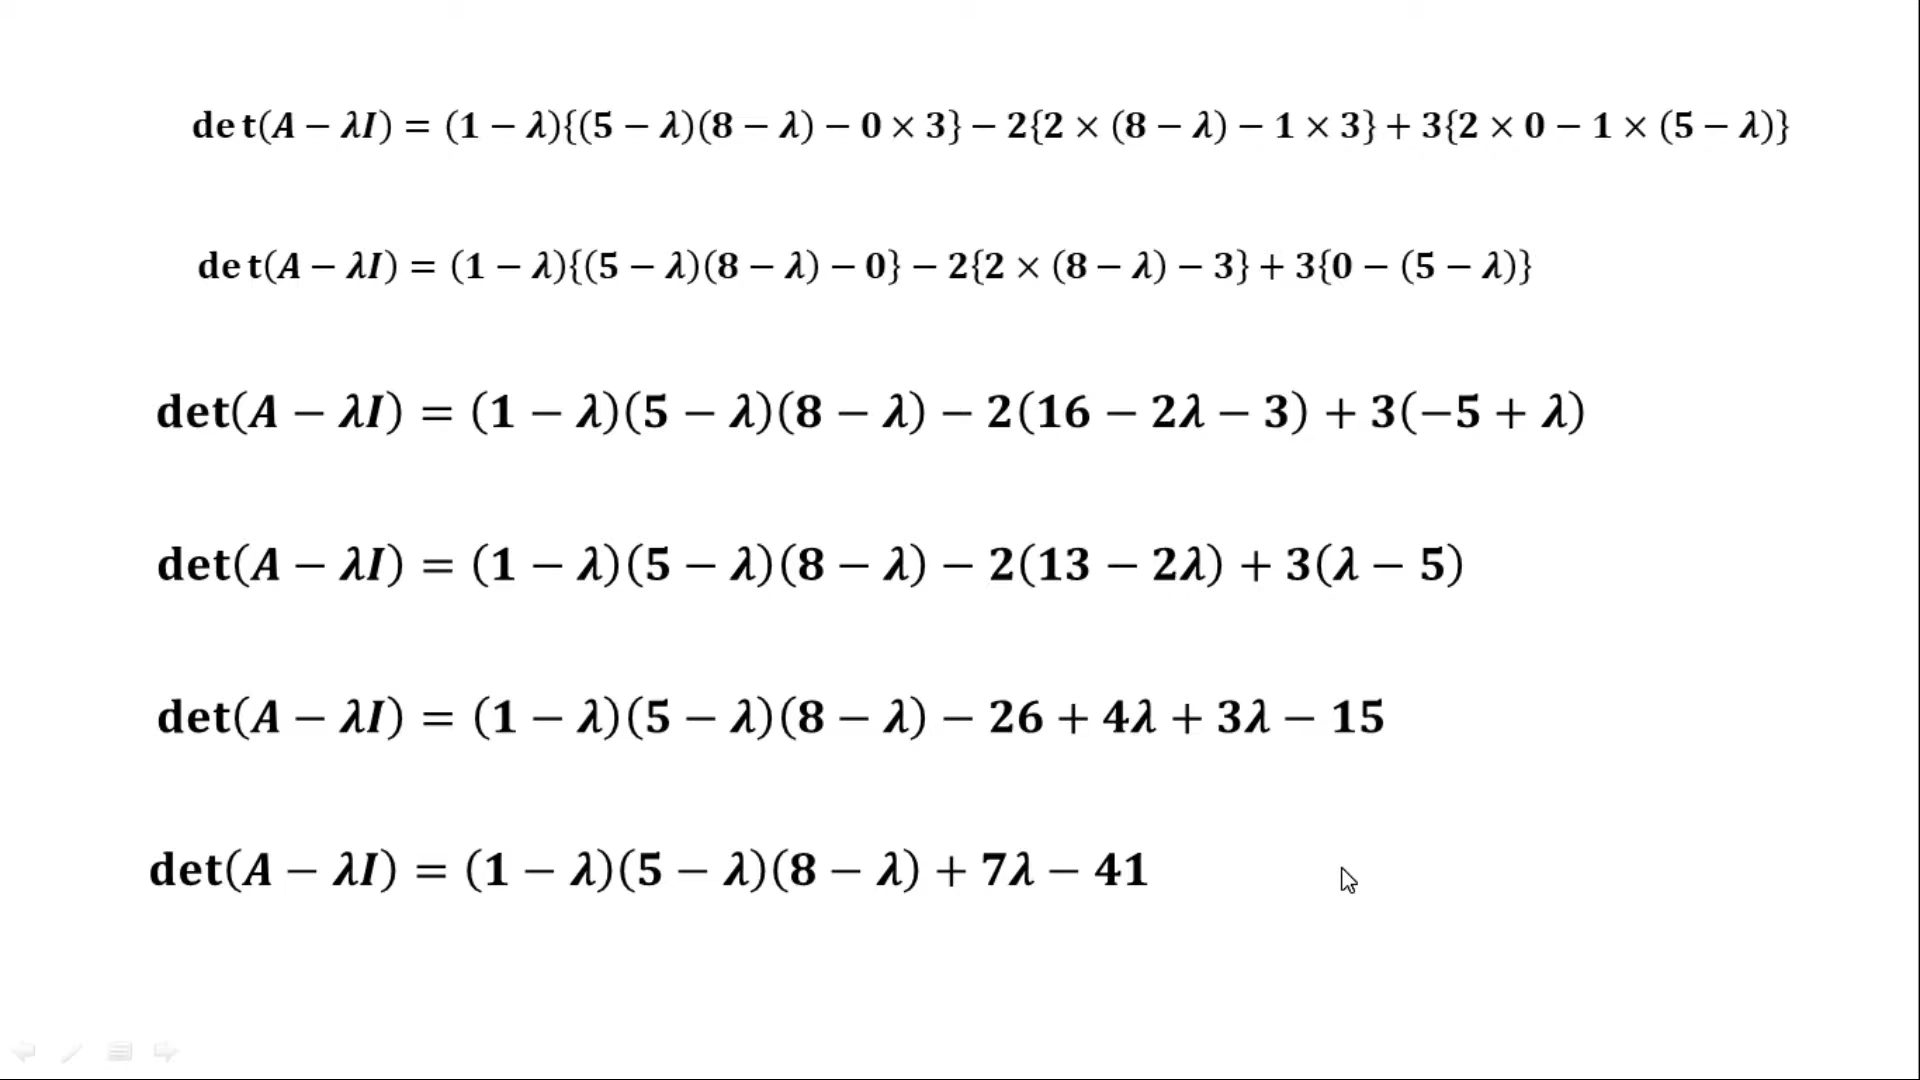 det(A − λI) = (1 − λ){(5 − λ)(8 − λ) − 0 × 3} − 2{2 × (8 − λ) − 1 × 3} + 3{2 × 0 − 1 × (5 − λ)}
det(A − λI) = (1 − λ){(5 − λ)(8 − λ) − 0} − 2{2 × (8 − λ) − 3} + 3{0 − (5 − λ)}
det(A − λI) = (1 − λ)(5 − λ)(8 − λ) − 2(16 − 2λ − 3) + 3(−5 + λ)
det(A − λI) = (1 − λ)(5 − λ)(8 − λ) − 2(13 − 2λ) + 3(λ − 5)
det(A − λI) = (1 − λ)(5 − λ)(8 − λ) − 26 + 4λ + 3λ − 15
det(A − λI) = (1 − λ)(5 − λ)(8 − λ) + 7λ − 41